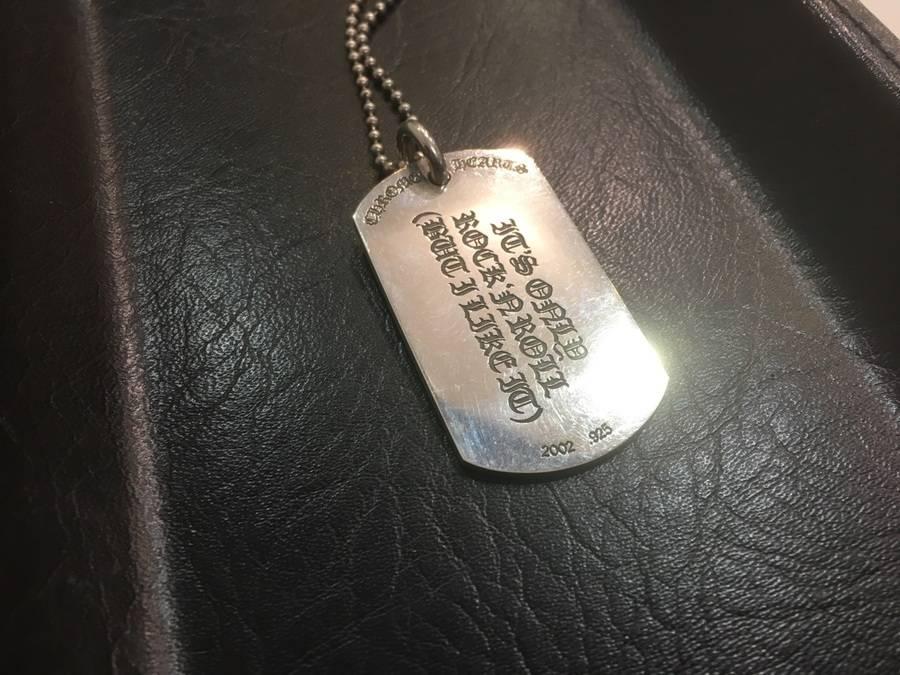 CHROME HEARTS
IT'S ONLY
ROCK'N ROLL
(BUT I LIKE IT)
2002 .925